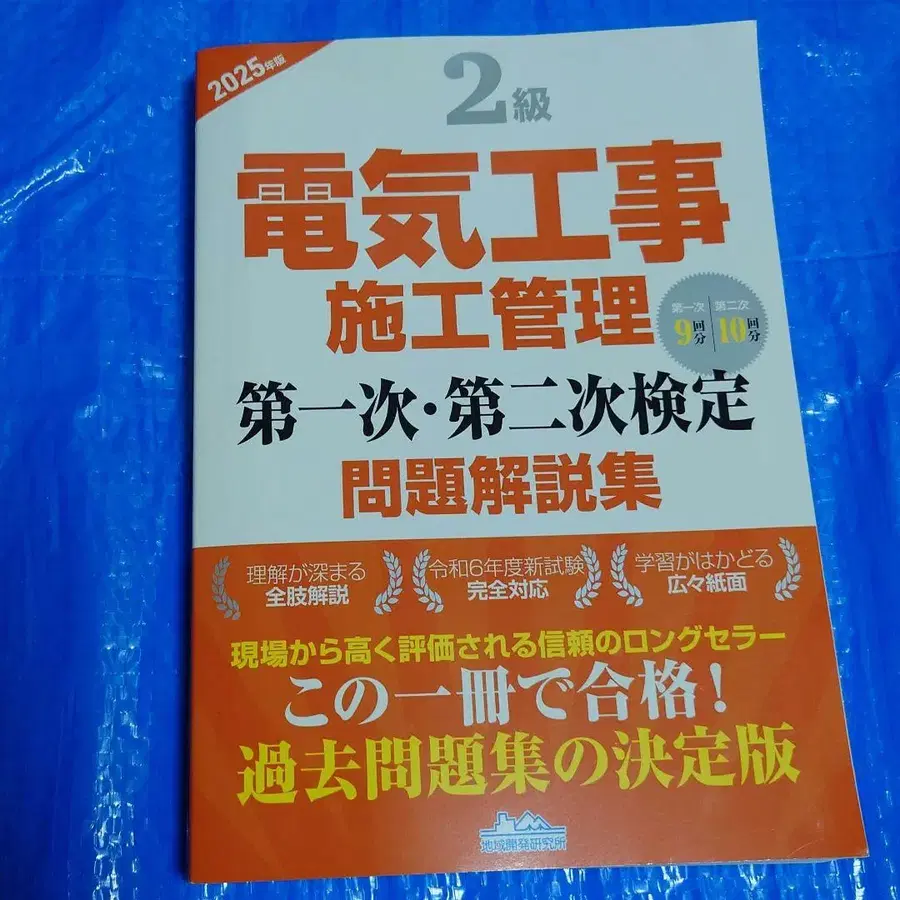 2025年版
2級
電気工事
施工管理
第一次 第二次
9回分 10回分
第一次・第二次検定
問題解説集
理解が深まる
全肢解説
令和6年度新試験
完全対応
学習がはかどる
広々紙面
現場から高く評価される信頼のロングセラー
この一冊で合格!
過去問題集の決定版
地域開発研究所